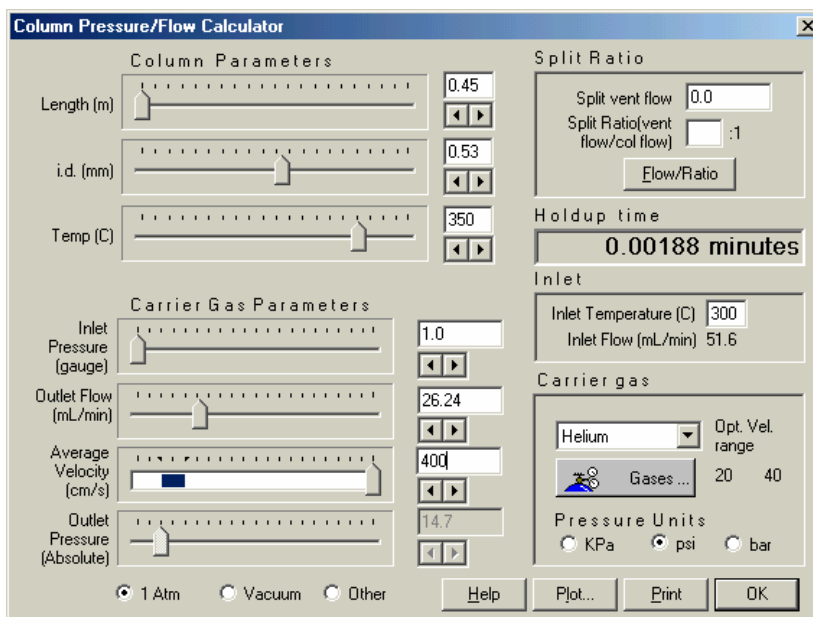 Column Pressure/Flow Calculator
Column Parameters
Length (m)
0.45
i.d. (mm)
0.53
Temp (C)
350
Carrier Gas Parameters
Inlet
Pressure
(gauge)
1.0
Outlet Flow
(mL/min)
26.24
Average
Velocity
(cm/s)
400
Outlet
Pressure
(Absolute)
14.7
1 Atm
Vacuum
Other
Split Ratio
Split vent flow
0.0
Split Ratio(vent
flow/col flow)
:1
Flow/Ratio
Holdup time
0.00188 minutes
Inlet
Inlet Temperature (C)
300
Inlet Flow (mL/min) 51.6
Carrier gas
Helium
Opt. Vel.
range
Gases ...
20 40
Pressure Units
KPa
psi
bar
Help
Plot...
Print
OK